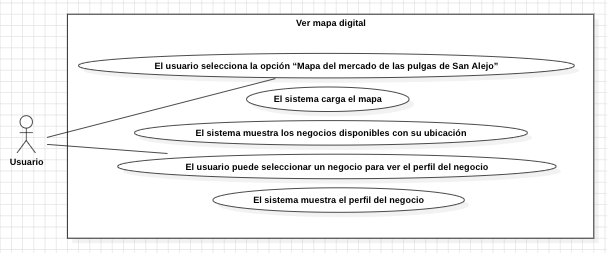 Ver mapa digital
El usuario selecciona la opción “Mapa del mercado de las pulgas de San Alejo”
El sistema carga el mapa
El sistema muestra los negocios disponibles con su ubicación
Usuario
El usuario puede seleccionar un negocio para ver el perfil del negocio
El sistema muestra el perfil del negocio